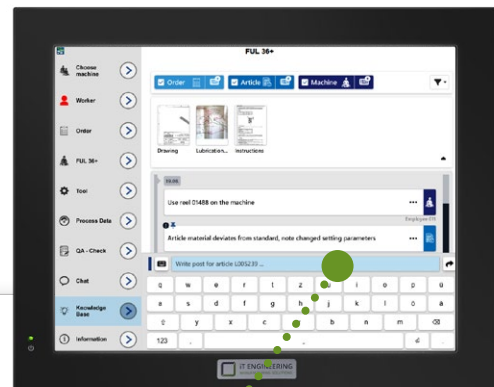 FUL 36+
Choose
machine
Worker
Order
FUL 36+
Tool
Process Data
QA - Check
Chat
Knowledge
Base
Information
Order
Article
Machine
Drawing
Lubrication...
Instructions
Use reel 01488 on the machine
Article material deviates from standard, note changed setting parameters
Write post for article L005239 ...
q w e r t z u i o p ü
a s d f g h j k l ö ä
y x c v b n m
123 , .
iT ENGINEERING